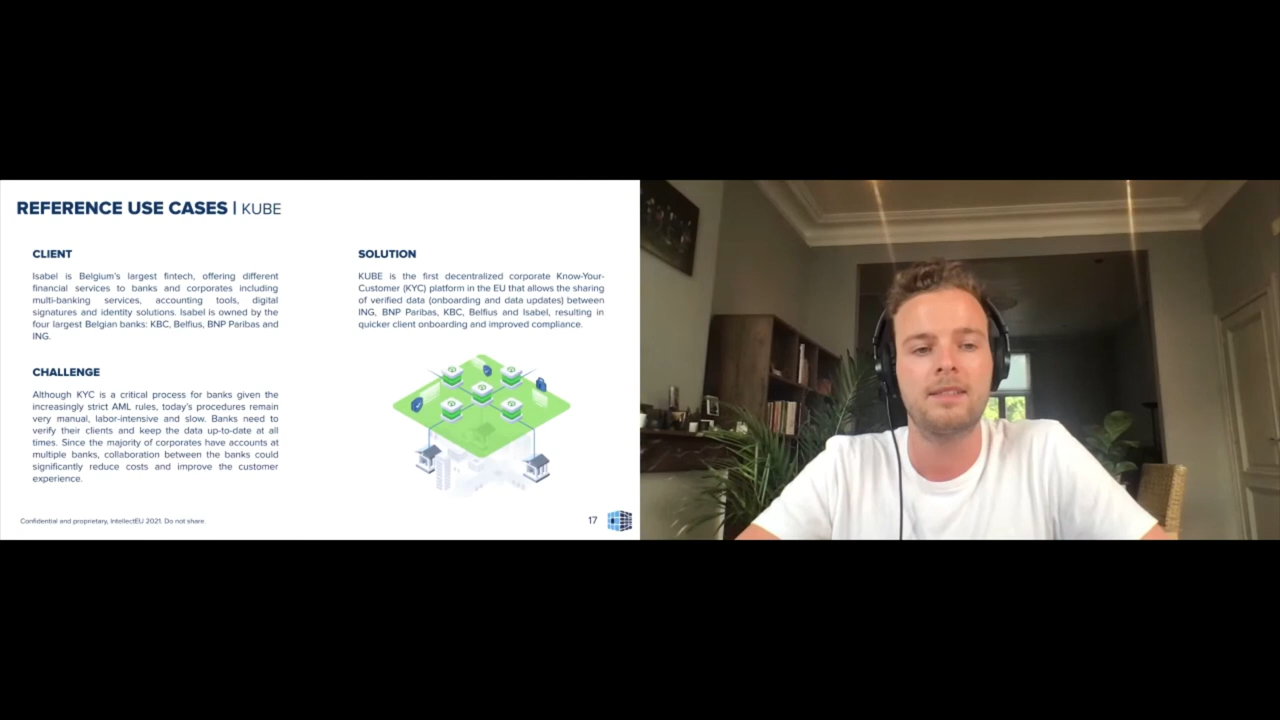 REFERENCE USE CASES | KUBE
CLIENT
Isabel is Belgium's largest fintech, offering different
financial services to banks and corporates including
multi-banking services, accounting tools, digital
signatures and identity solutions. Isabel is owned by the
four largest Belgian banks: KBC, Belfius, BNP Paribas and
ING.
CHALLENGE
Although KYC is a critical process for banks given the
increasingly strict AML rules, today's procedures remain
very manual, labor-intensive and slow. Banks need to
verify their clients and keep the data up-to-date at all
times. Since the majority of corporates have accounts at
multiple banks, collaboration between the banks could
significantly reduce costs and improve the customer
experience.
SOLUTION
KUBE is the first decentralized corporate Know-Your-
Customer (KYC) platform in the EU that allows the sharing
of verified data (onboarding and data updates) between
ING, BNP Paribas, KBC, Belfius and Isabel, resulting in
quicker client onboarding and improved compliance.
Confidential and proprietary, IntellectEU 2021. Do not share.
17